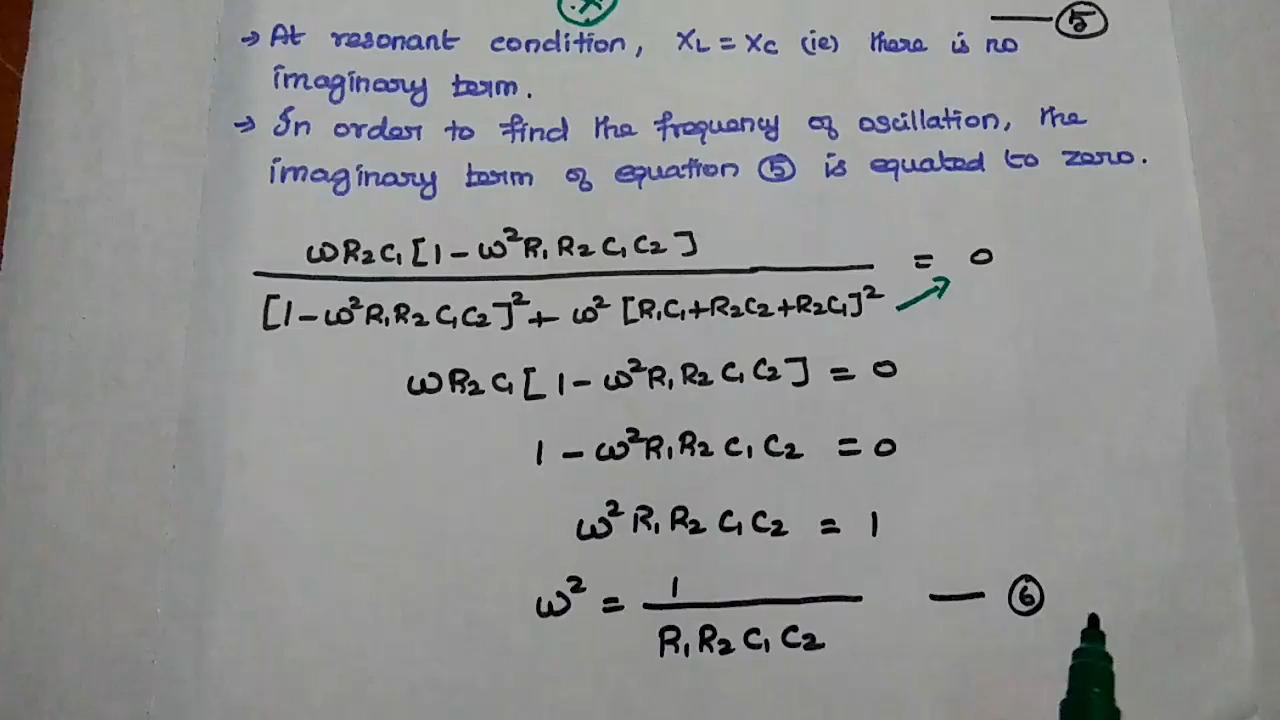 — ⑤
→ At resonant condition, XL = XC (ie) there is no
imaginary term.
→ In order to find the frequency of oscillation, the
imaginary term of equation ⑤ is equated to zero.
ωR₂C₁[1 - ω²R₁R₂C₁C₂] / [1 - ω²R₁R₂C₁C₂]² + ω²[R₁C₁ + R₂C₂ + R₂C₁]² = 0
ωR₂C₁[1 - ω²R₁R₂C₁C₂] = 0
1 - ω²R₁R₂C₁C₂ = 0
ω²R₁R₂C₁C₂ = 1
ω² = 1 / R₁R₂C₁C₂ — ⑥